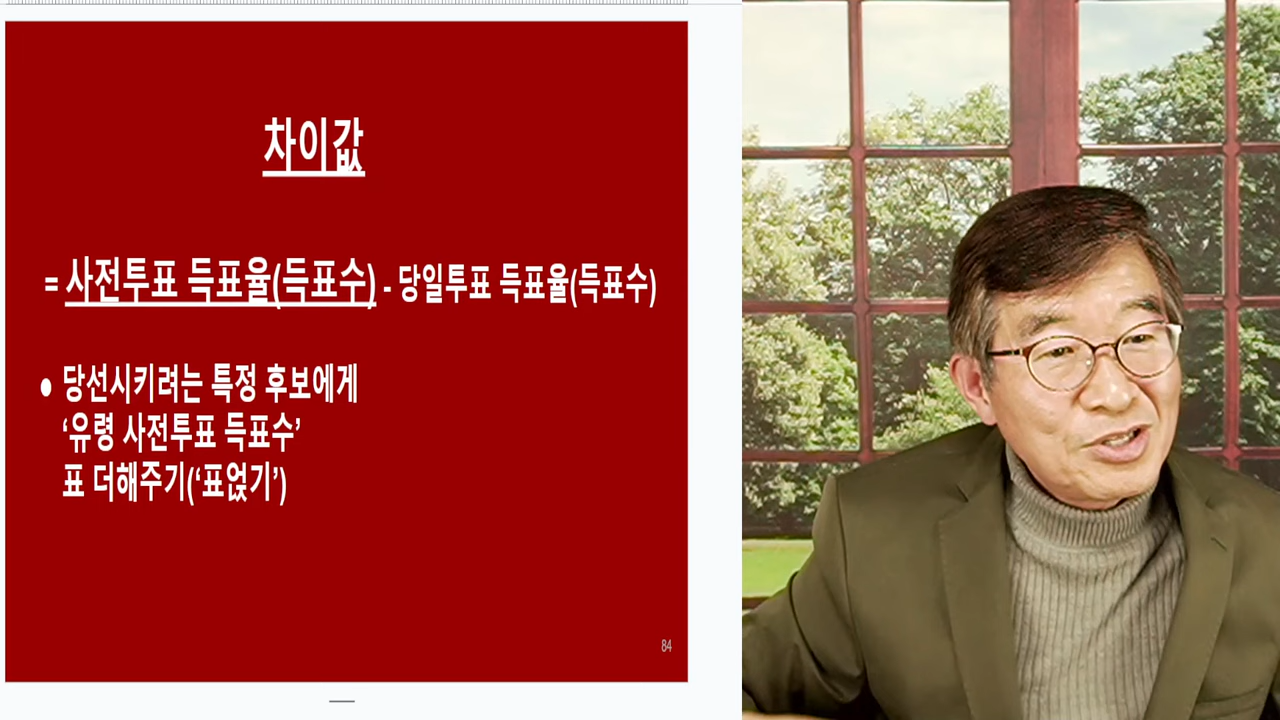 차이값
= 사전투표 득표율(득표수) - 당일투표 득표율(득표수)
• 당선시키려는 특정 후보에게
‘유령 사전투표 득표수’
표 더해주기(‘표얹기’)
84